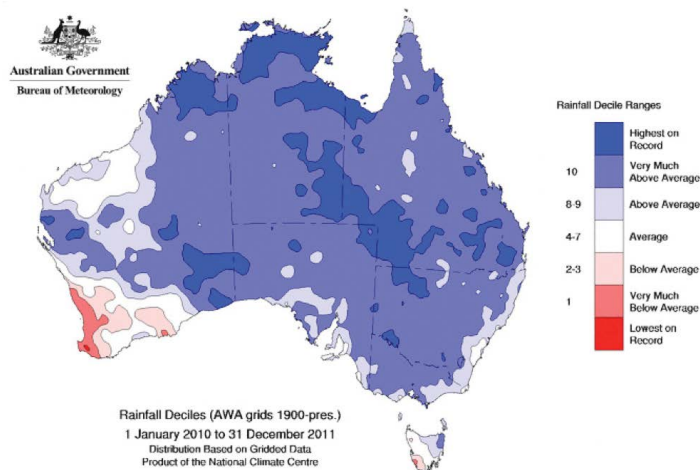 Australian Government
Bureau of Meteorology
Rainfall Decile Ranges
Highest on
Record
10
Very Much
Above Average
8-9
Above Average
4-7
Average
2-3
Below Average
1
Very Much
Below Average
Lowest on
Record
Rainfall Deciles (AWA grids 1900-pres.)
1 January 2010 to 31 December 2011
Distribution Based on Gridded Data
Product of the National Climate Centre